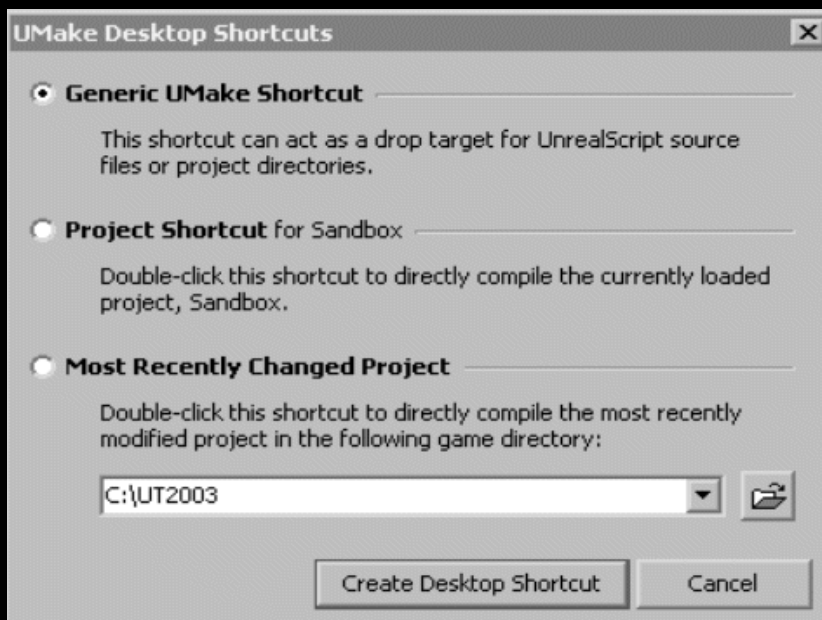 UMake Desktop Shortcuts
Generic UMake Shortcut
This shortcut can act as a drop target for UnrealScript source
files or project directories.
Project Shortcut for Sandbox
Double-click this shortcut to directly compile the currently loaded
project, Sandbox.
Most Recently Changed Project
Double-click this shortcut to directly compile the most recently
modified project in the following game directory:
C:\UT2003
Create Desktop Shortcut Cancel